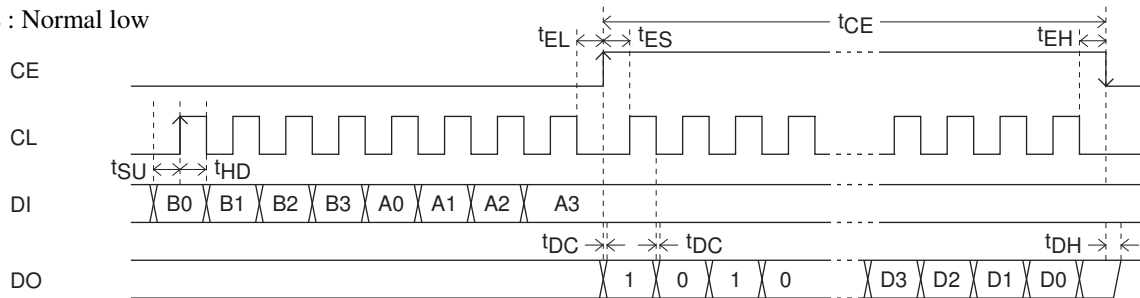 : Normal low
tCE
tEL tES tEH
CE
CL
tSU tHD
DI B0 B1 B2 B3 A0 A1 A2 A3
tDC tDC tDH
DO 1 0 1 0 D3 D2 D1 D0